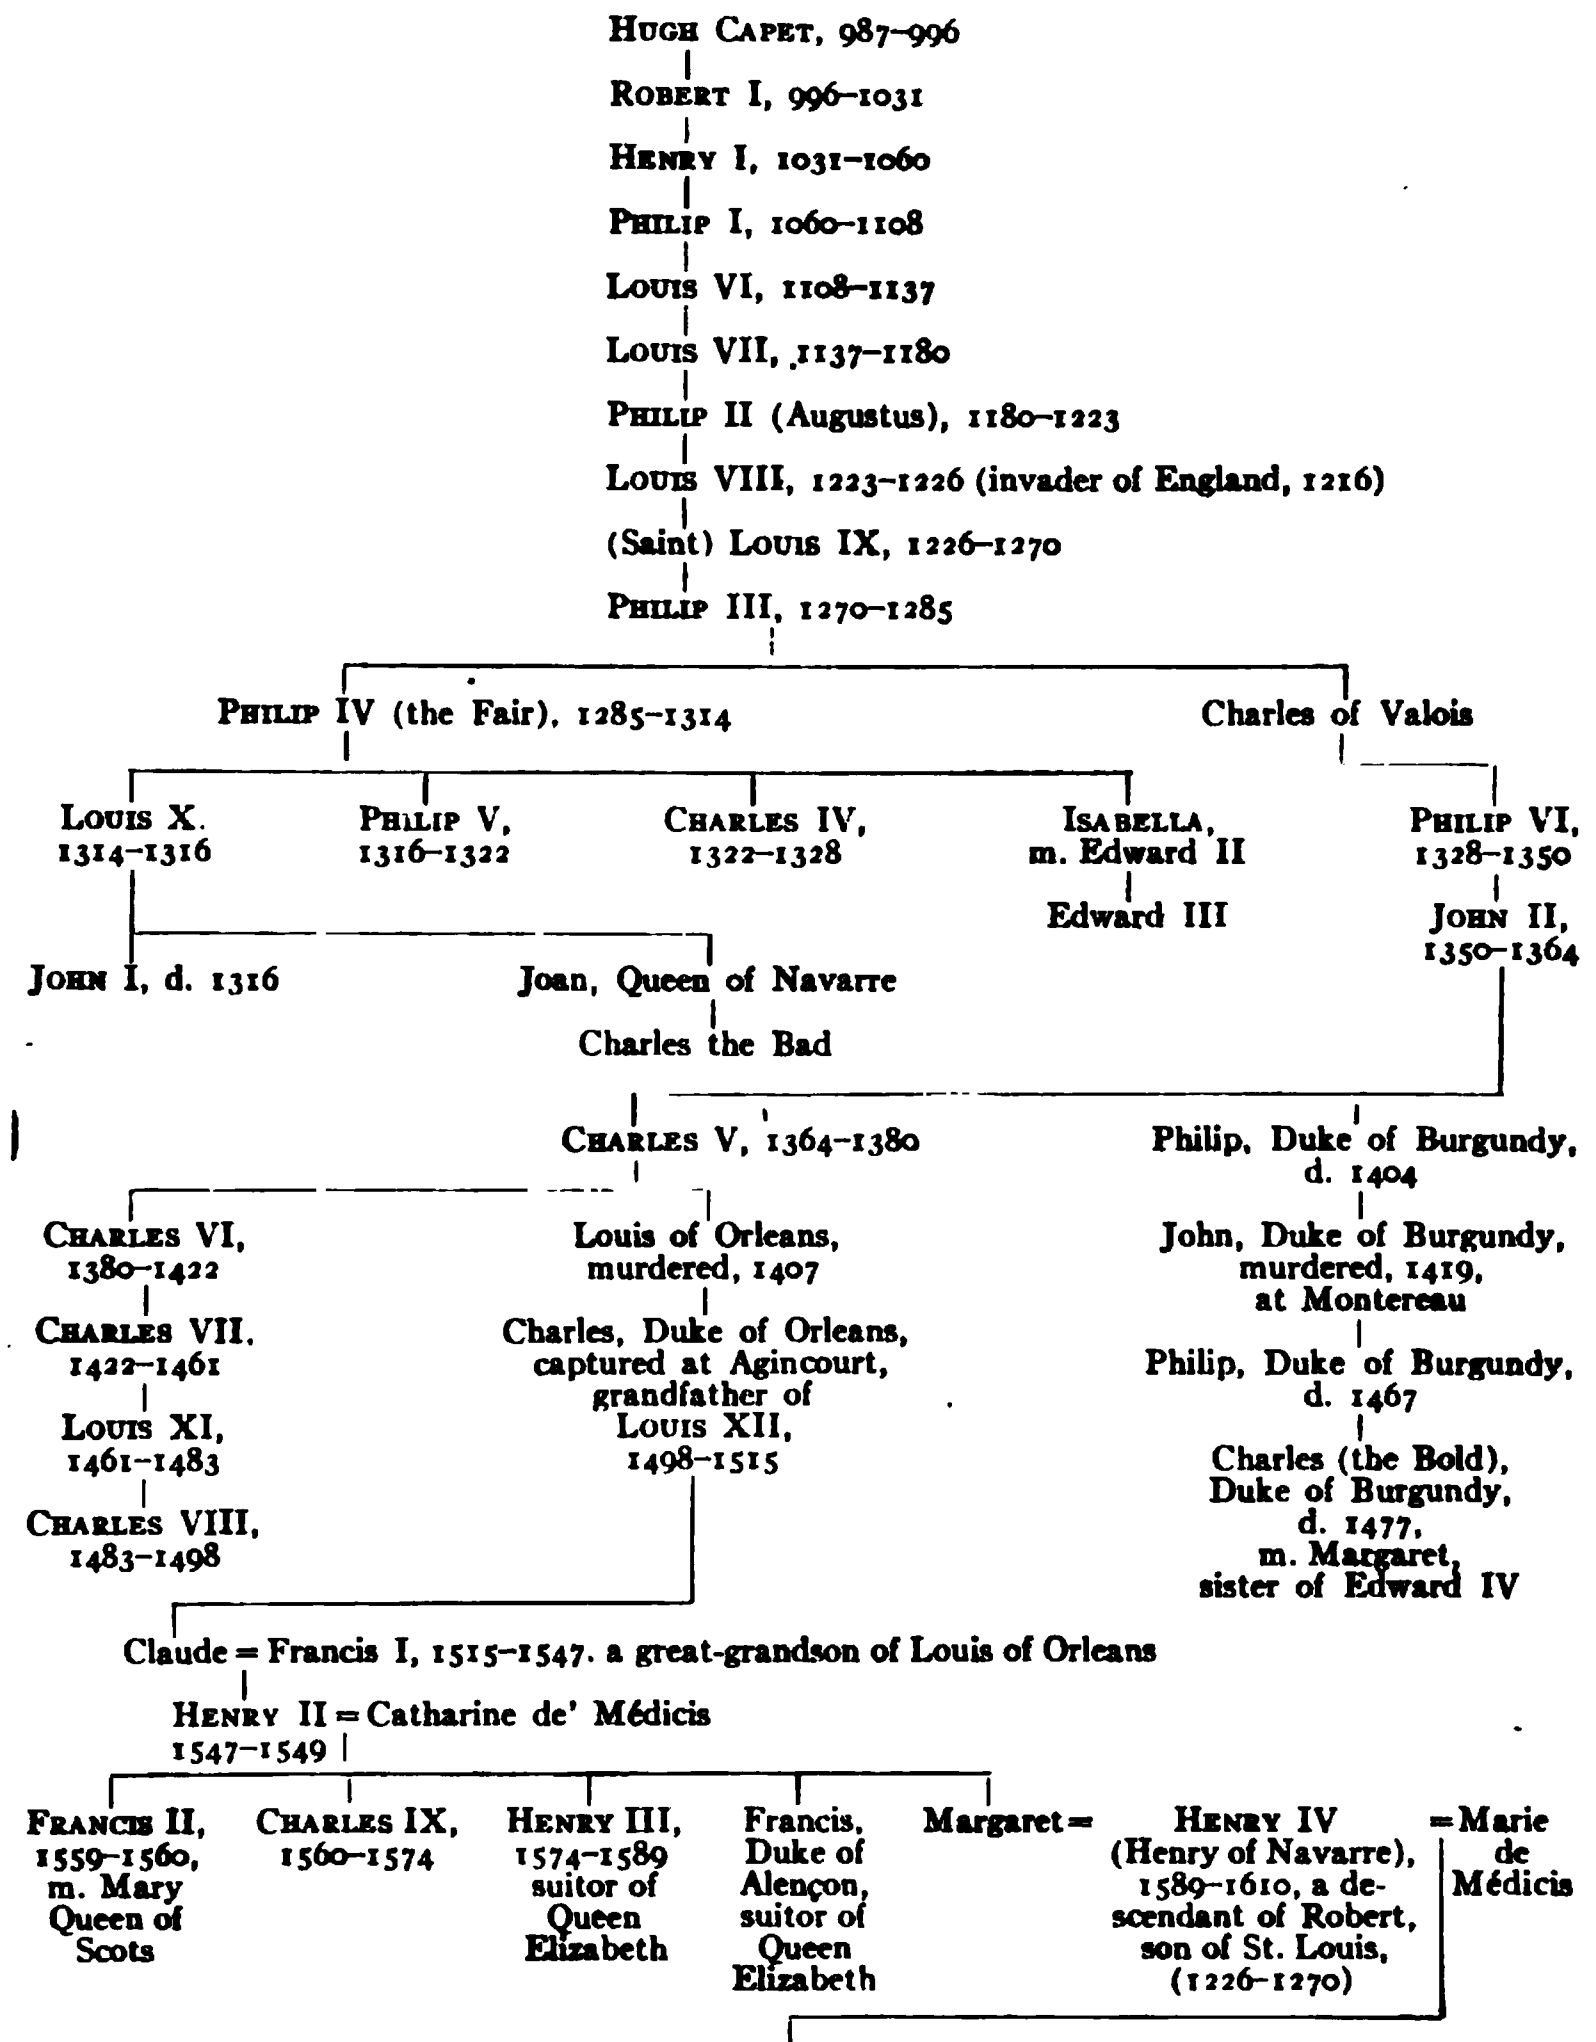 HUGH CAPET, 987–996
ROBERT I, 996–1031
HENRY I, 1031–1060
PHILIP I, 1060–1108
LOUIS VI, 1108–1137
LOUIS VII, 1137–1180
PHILIP II (Augustus), 1180–1223
LOUIS VIII, 1223–1226 (invader of England, 1216)
(Saint) LOUIS IX, 1226–1270
PHILIP III, 1270–1285
PHILIP IV (the Fair), 1285–1314
Charles of Valois
LOUIS X.
1314–1316
PHILIP V,
1316–1322
CHARLES IV,
1322–1328
ISABELLA,
m. Edward II
PHILIP VI,
1328–1350
Edward III
JOHN II,
1350–1364
JOHN I, d. 1316
Joan, Queen of Navarre
Charles the Bad
CHARLES V, 1364–1380
Philip, Duke of Burgundy,
d. 1404
CHARLES VI,
1380–1422
Louis of Orleans,
murdered, 1407
John, Duke of Burgundy,
murdered, 1419,
at Montereau
CHARLES VII.
1422–1461
Charles, Duke of Orleans,
captured at Agincourt,
grandfather of
LOUIS XII,
1498–1515
Philip, Duke of Burgundy,
d. 1467
LOUIS XI,
1461–1483
Charles (the Bold),
Duke of Burgundy,
d. 1477,
m. Margaret,
sister of Edward IV
CHARLES VIII,
1483–1498
Claude = Francis I, 1515–1547. a great-grandson of Louis of Orleans
HENRY II = Catharine de' Médicis
1547–1549
FRANCIS II,
1559–1560,
m. Mary
Queen of
Scots
CHARLES IX,
1560–1574
HENRY III,
1574–1589
suitor of
Queen
Elizabeth
Francis,
Duke of
Alençon,
suitor of
Queen
Elizabeth
Margaret =
HENRY IV
(Henry of Navarre),
1589–1610, a de-
scendant of Robert,
son of St. Louis,
(1226–1270)
= Marie
de
Médicis